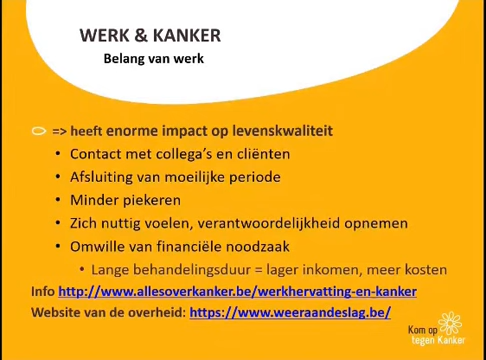 WERK & KANKER
Belang van werk
=> heeft enorme impact op levenskwaliteit
• Contact met collega's en cliënten
• Afsluiting van moeilijke periode
• Minder piekeren
• Zich nuttig voelen, verantwoordelijkheid opnemen
• Omwille van financiële noodzaak
• Lange behandelingsduur = lager inkomen, meer kosten
Info http://www.allesoverkanker.be/werkhervatting-en-kanker
Website van de overheid: https://www.weeraandeslag.be/
Kom op
tegen Kanker